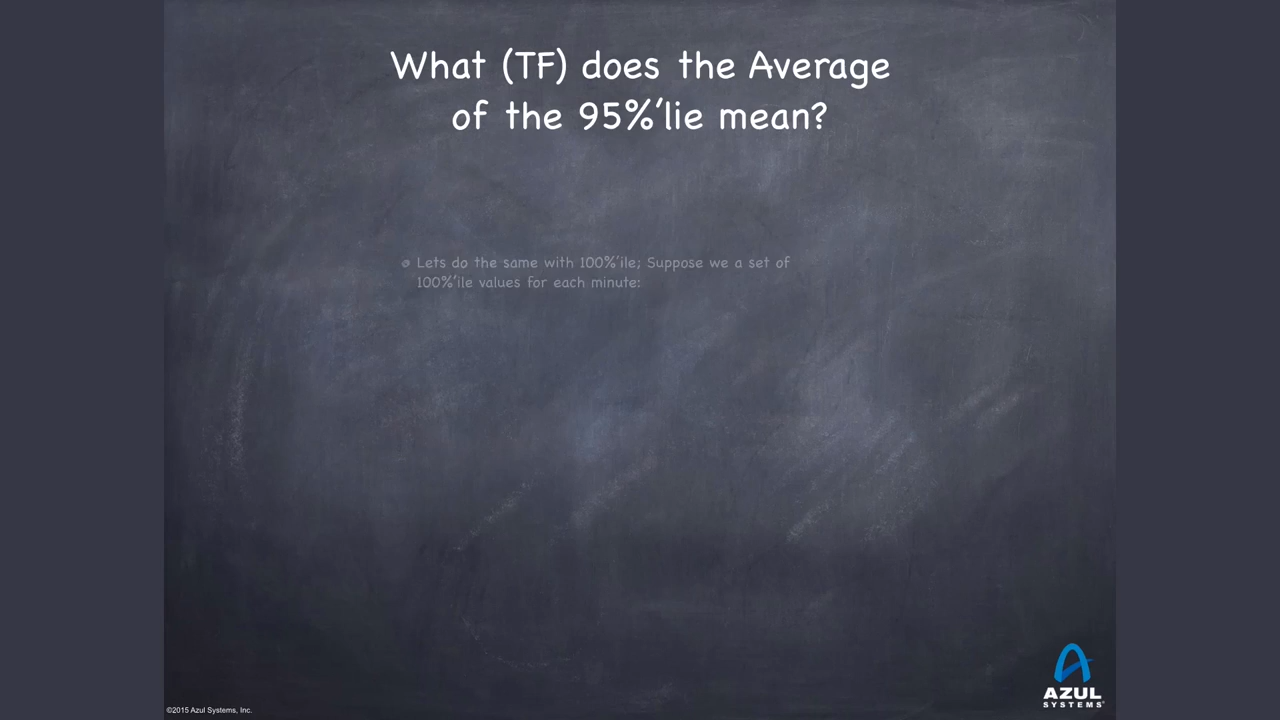 What (TF) does the Average
of the 95%’lie mean?
Lets do the same with 100%’ile; Suppose we a set of
100%’ile values for each minute:
AZUL
SYSTEMS®
©2015 Azul Systems, Inc.